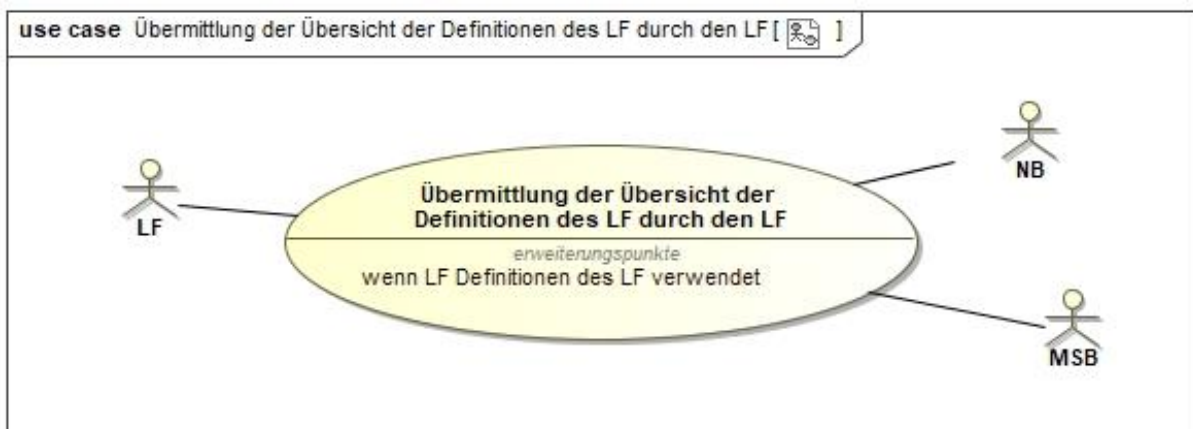 use case Übermittlung der Übersicht der Definitionen des LF durch den LF [ ]
NB
LF
Übermittlung der Übersicht der
Definitionen des LF durch den LF
erweiterungspunkte
wenn LF Definitionen des LF verwendet
MSB